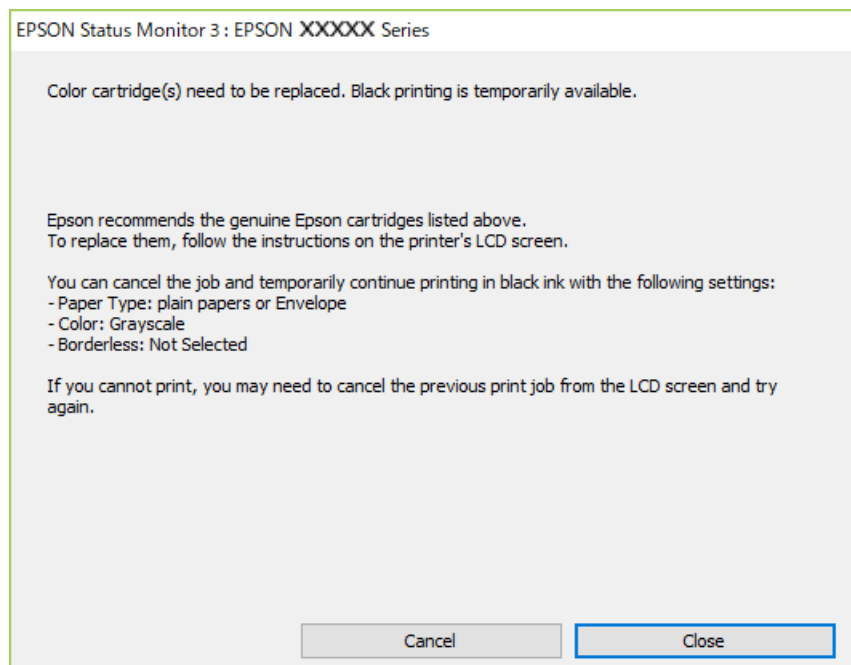 EPSON Status Monitor 3 : EPSON XXXXX Series
Color cartridge(s) need to be replaced. Black printing is temporarily available.
Epson recommends the genuine Epson cartridges listed above.
To replace them, follow the instructions on the printer's LCD screen.
You can cancel the job and temporarily continue printing in black ink with the following settings:
- Paper Type: plain papers or Envelope
- Color: Grayscale
- Borderless: Not Selected
If you cannot print, you may need to cancel the previous print job from the LCD screen and try
again.
Cancel
Close